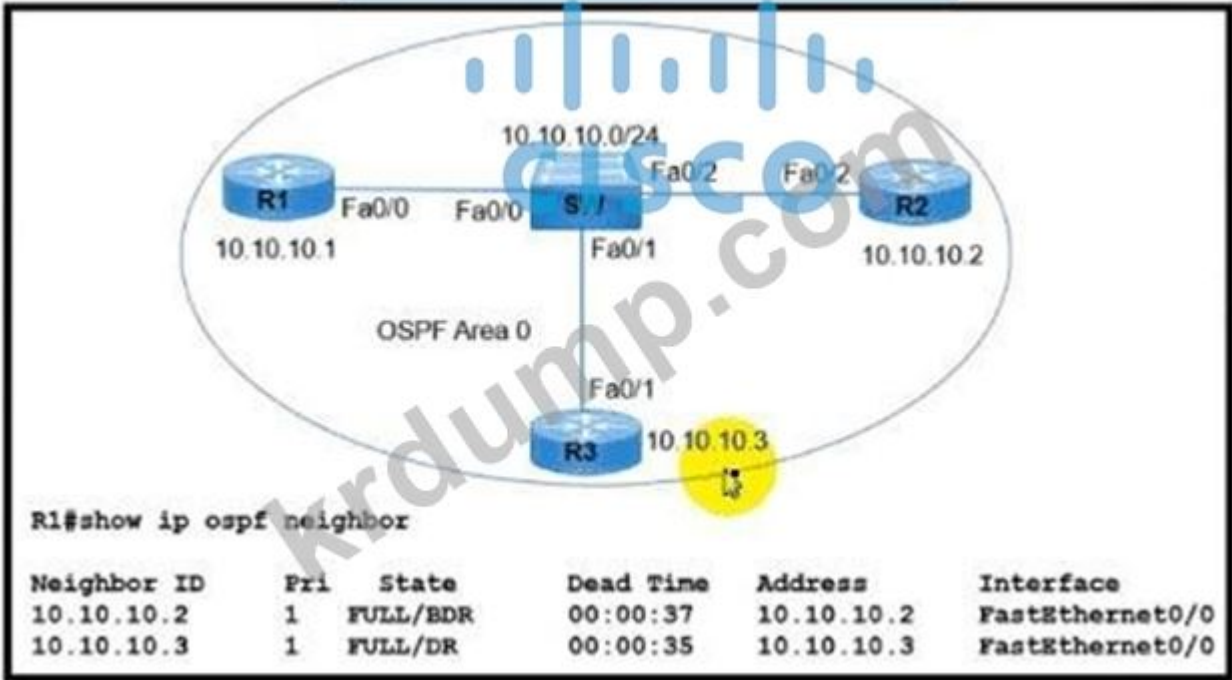 cisco
10.10.10.0/24
Fa0/2
Fa0/2
R1
Fa0/0
Fa0/0
R2
10.10.10.1
Fa0/1
10.10.10.2
OSPF Area 0
Fa0/1
R3
10.10.10.3
krdump.com
R1#show ip ospf neighbor
Neighbor ID Pri State Dead Time Address Interface
10.10.10.2 1 FULL/BDR 00:00:37 10.10.10.2 FastEthernet0/0
10.10.10.3 1 FULL/DR 00:00:35 10.10.10.3 FastEthernet0/0